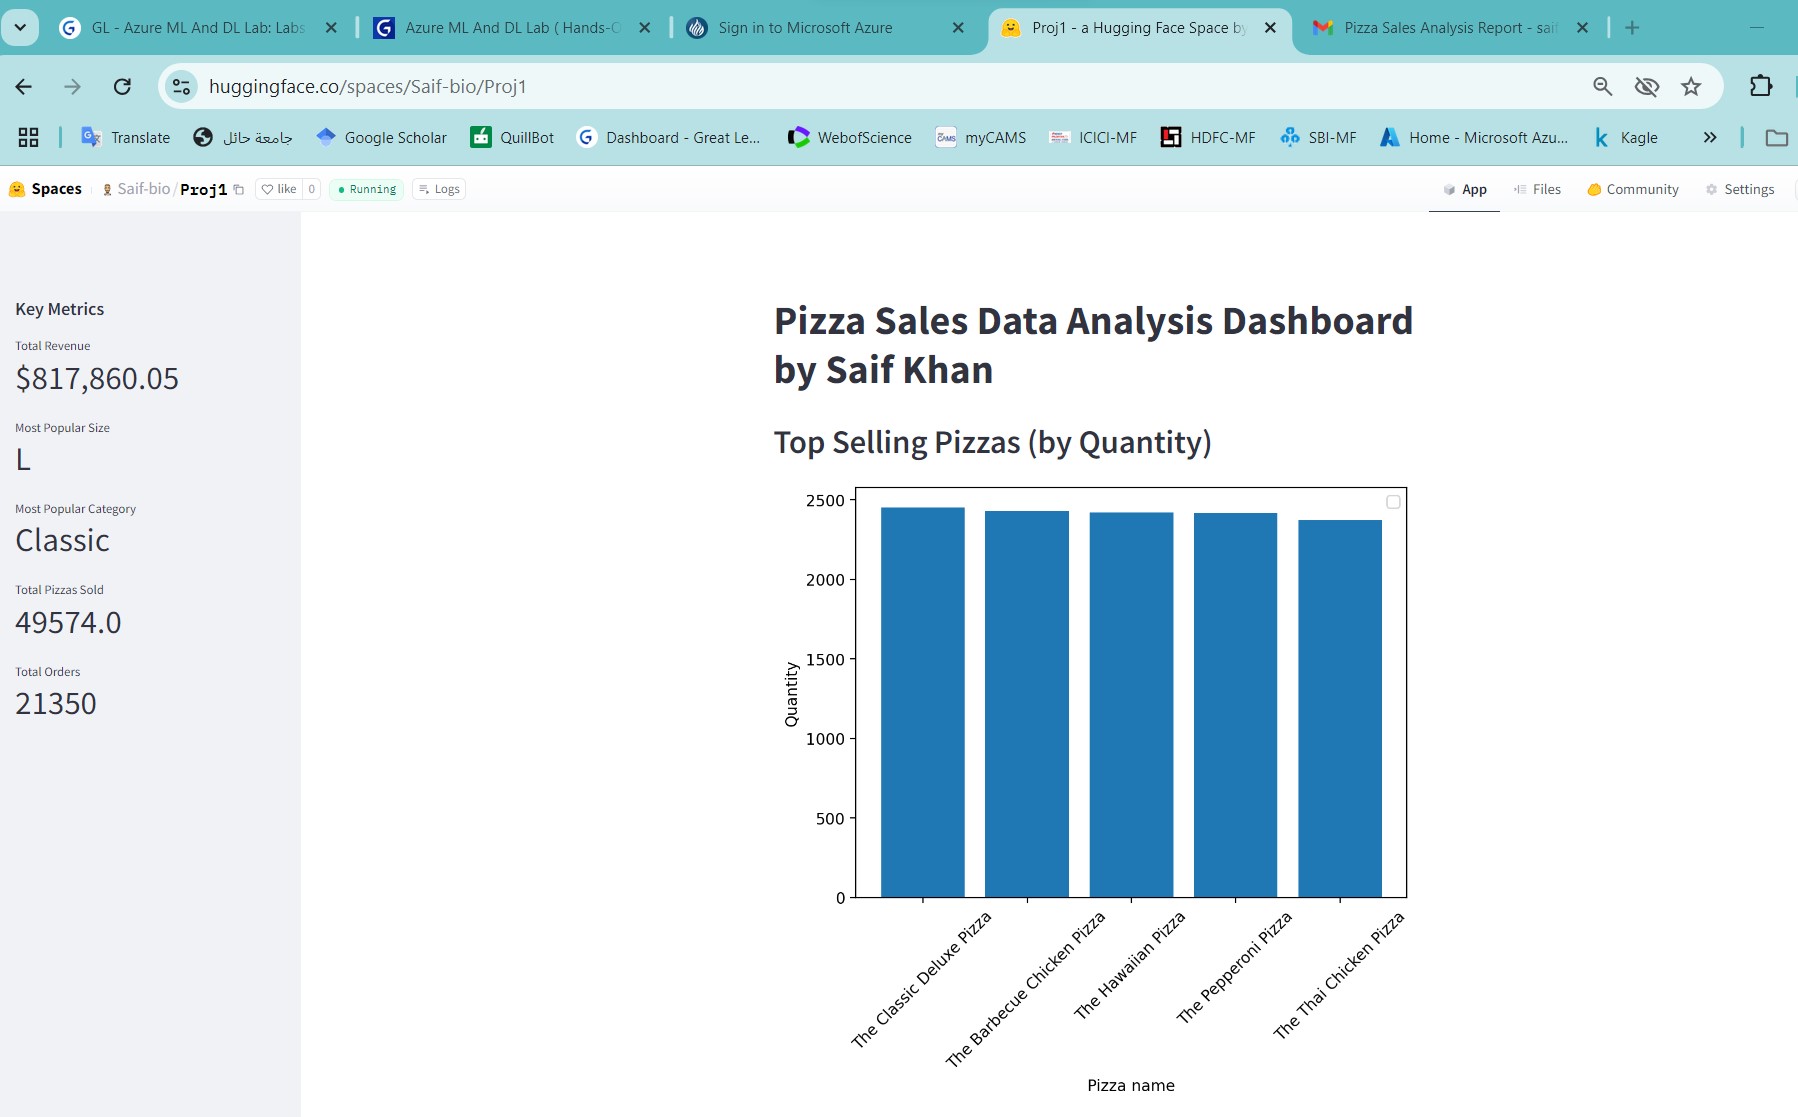 GL - Azure ML And DL Lab: Labs
Azure ML And DL Lab ( Hands-O
Sign in to Microsoft Azure
Proj1 - a Hugging Face Space by
Pizza Sales Analysis Report - saif
huggingface.co/spaces/Saif-bio/Proj1
Translate
جامعة حائل
Google Scholar
QuillBot
Dashboard - Great Le...
WebofScience
myCAMS
ICICI-MF
HDFC-MF
SBI-MF
Home - Microsoft Azu...
Kagle
Spaces
Saif-bio/Proj1
like 0
Running
Logs
App
Files
Community
Settings
Key Metrics
Total Revenue
$817,860.05
Most Popular Size
L
Most Popular Category
Classic
Total Pizzas Sold
49574.0
Total Orders
21350
Pizza Sales Data Analysis Dashboard
by Saif Khan
Top Selling Pizzas (by Quantity)
2500
2000
1500
1000
500
0
Quantity
The Classic Deluxe Pizza
The Barbecue Chicken Pizza
The Hawaiian Pizza
The Pepperoni Pizza
The Thai Chicken Pizza
Pizza name